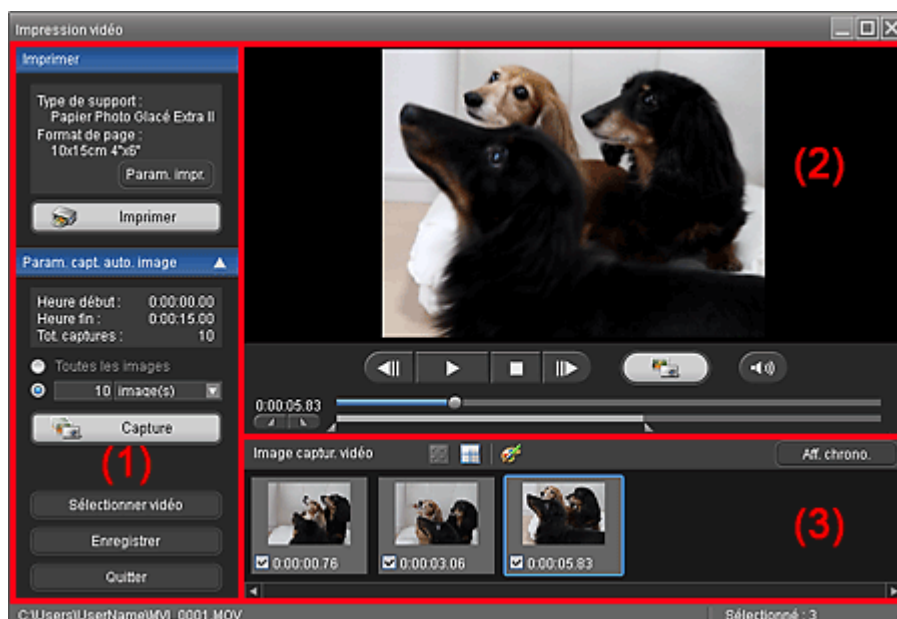 Impression vidéo
Imprimer
Type de support :
Papier Photo Glacé Extra II
Format de page :
10x15cm 4"x6"
Param. impr.
Imprimer
Param. capt. auto. image
Heure début : 0:00:00.00
Heure fin : 0:00:15.00
Tot. captures : 10
Toutes les images
10 image(s)
Capture
(1)
Sélectionner vidéo
Enregistrer
Quitter
(2)
0:00:05.83
Image captur. vidéo
Aff. chrono.
0:00:00.76
0:00:03.06
0:00:05.83
(3)
C:\Users\UserName\MVI_0001.MOV
Sélectionné : 3